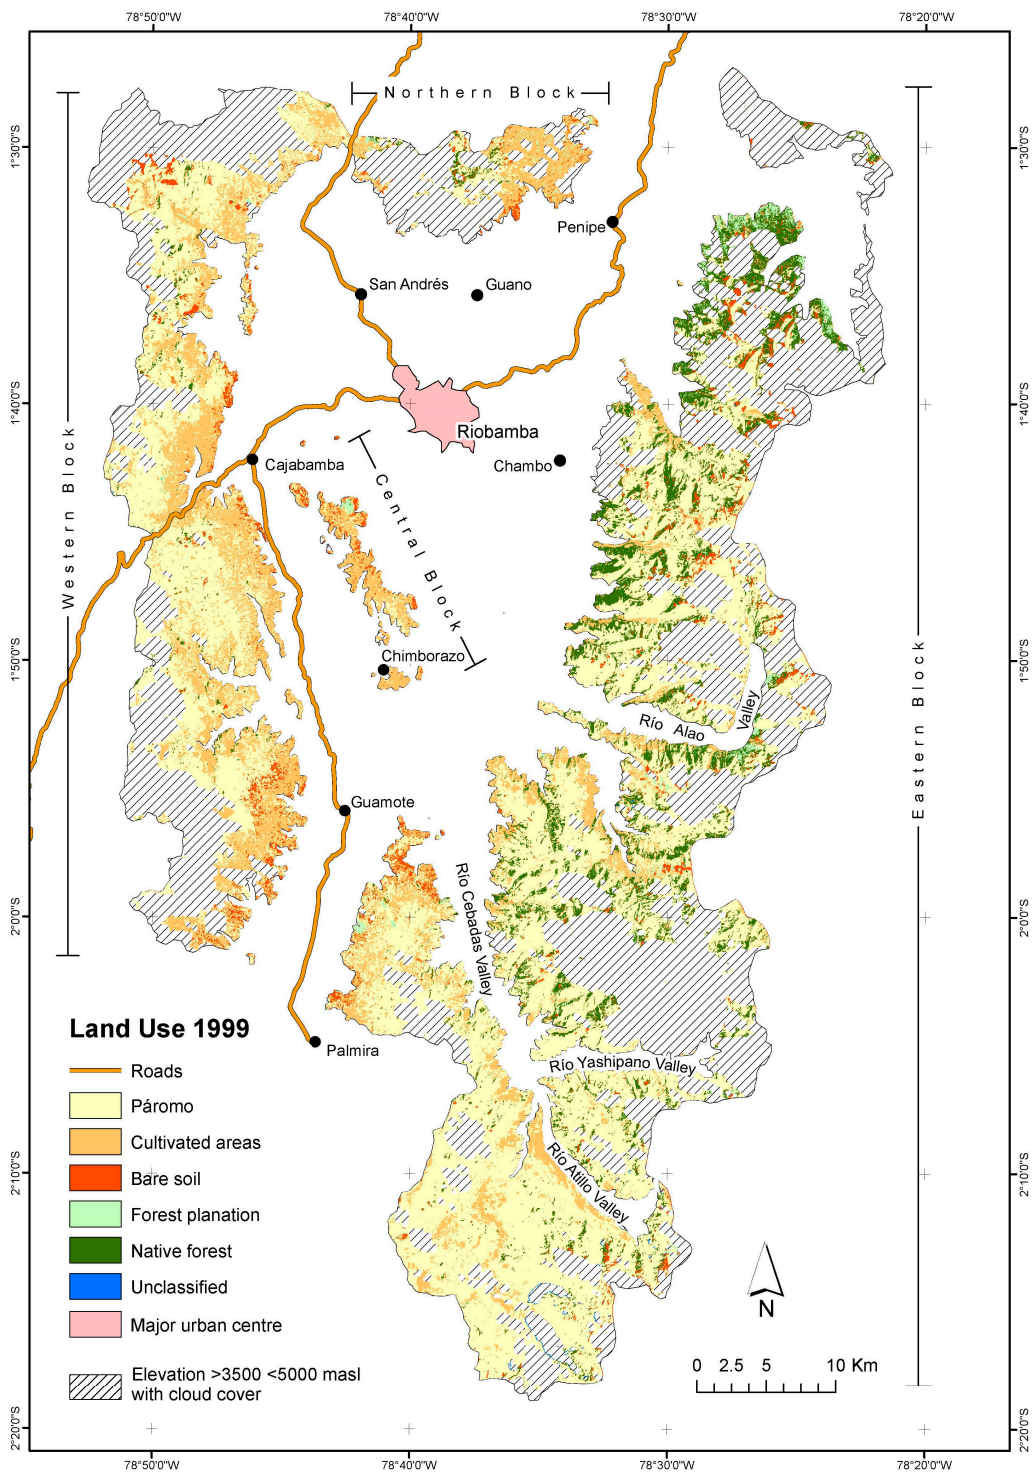 78°50'0"W
78°40'0"W
78°30'0"W
78°20'0"W
Northern Block
1°30'0"S
1°30'0"S
Penipe
San Andrés
Guano
1°40'0"S
1°40'0"S
Riobamba
Cajabamba
Chambo
Western Block
Central Block
Eastern Block
1°50'0"S
1°50'0"S
Chimborazo
Río Alao
Valley
Guamote
Río Cebadas Valley
2°0'0"S
2°0'0"S
Palmira
Río Yashipano Valley
Río Atillo Valley
2°10'0"S
2°10'0"S
Land Use 1999
Roads
Páromo
Cultivated areas
Bare soil
Forest planation
Native forest
Unclassified
Major urban centre
Elevation >3500 <5000 masl
with cloud cover
N
0 2.5 5 10 Km
2°20'0"S
2°20'0"S
78°50'0"W
78°40'0"W
78°30'0"W
78°20'0"W